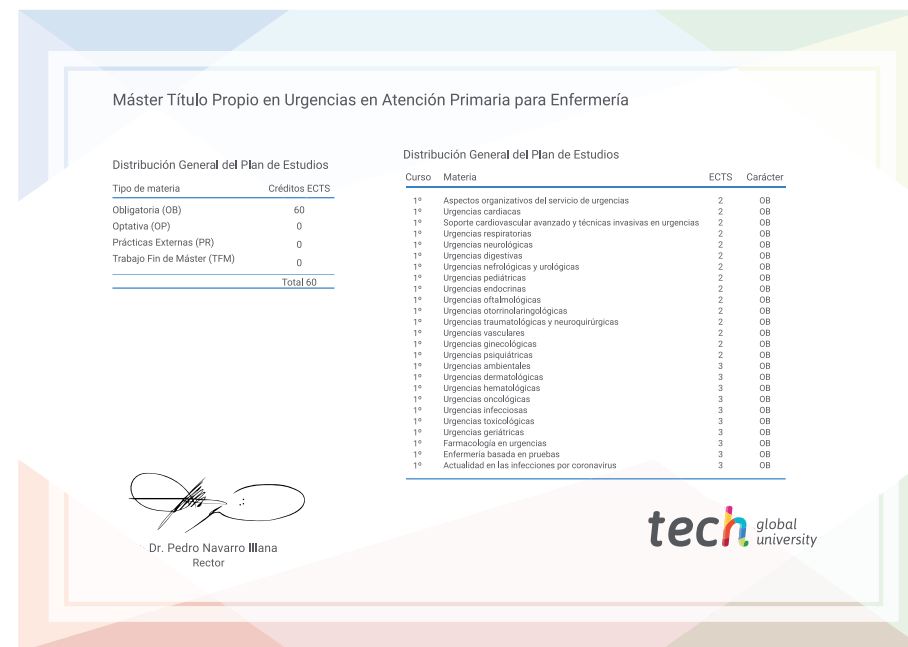 Máster Título Propio en Urgencias en Atención Primaria para Enfermería
Distribución General del Plan de Estudios
Tipo de materia Créditos ECTS
Obligatoria (OB) 60
Optativa (OP) 0
Prácticas Externas (PR) 0
Trabajo Fin de Máster (TFM) 0
Total 60
Distribución General del Plan de Estudios
Curso Materia ECTS Carácter
1º Aspectos organizativos del servicio de urgencias 2 OB
1º Urgencias cardiacas 2 OB
1º Soporte cardiovascular avanzado y técnicas invasivas en urgencias 2 OB
1º Urgencias respiratorias 2 OB
1º Urgencias neurológicas 2 OB
1º Urgencias digestivas 2 OB
1º Urgencias nefrológicas y urológicas 2 OB
1º Urgencias pediátricas 2 OB
1º Urgencias endocrinas 2 OB
1º Urgencias oftalmológicas 2 OB
1º Urgencias otorrinolaringológicas 2 OB
1º Urgencias traumatológicas y neuroquirúrgicas 2 OB
1º Urgencias vasculares 2 OB
1º Urgencias ginecológicas 2 OB
1º Urgencias psiquiátricas 2 OB
1º Urgencias ambientales 3 OB
1º Urgencias dermatológicas 3 OB
1º Urgencias hematológicas 3 OB
1º Urgencias oncológicas 3 OB
1º Urgencias infecciosas 3 OB
1º Urgencias toxicológicas 3 OB
1º Urgencias geriátricas 3 OB
1º Farmacología en urgencias 3 OB
1º Enfermería basada en pruebas 3 OB
1º Actualidad en las infecciones por coronavirus 3 OB
Dr. Pedro Navarro Illana
Rector
tech global university